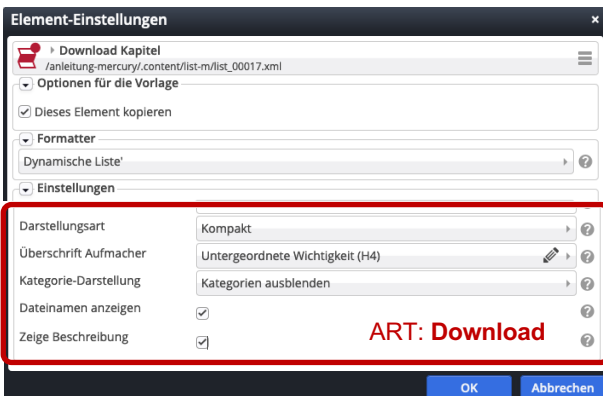 Element-Einstellungen ×
Download Kapitel
/anleitung-mercury/.content/list-m/list_00017.xml
Optionen für die Vorlage
Dieses Element kopieren
Formatter
Dynamische Liste'
Einstellungen
Darstellungsart Kompakt
Überschrift Aufmacher Untergeordnete Wichtigkeit (H4)
Kategorie-Darstellung Kategorien ausblenden
Dateinamen anzeigen
Zeige Beschreibung
ART: Download
OK Abbrechen